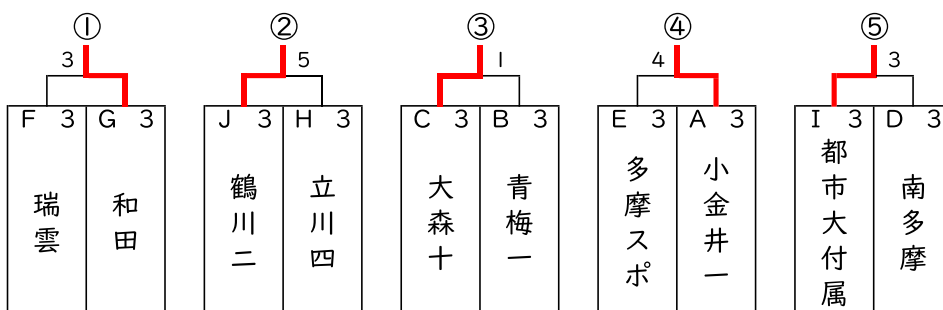 ① ② ③ ④ ⑤
3 5 1 4 3
F 3 G 3 J 3 H 3 C 3 B 3 E 3 A 3 I 3 D 3
瑞雲
和田
鶴川二
立川四
大森十
青梅一
多摩スポ
小金井一
都市大付属
南多摩